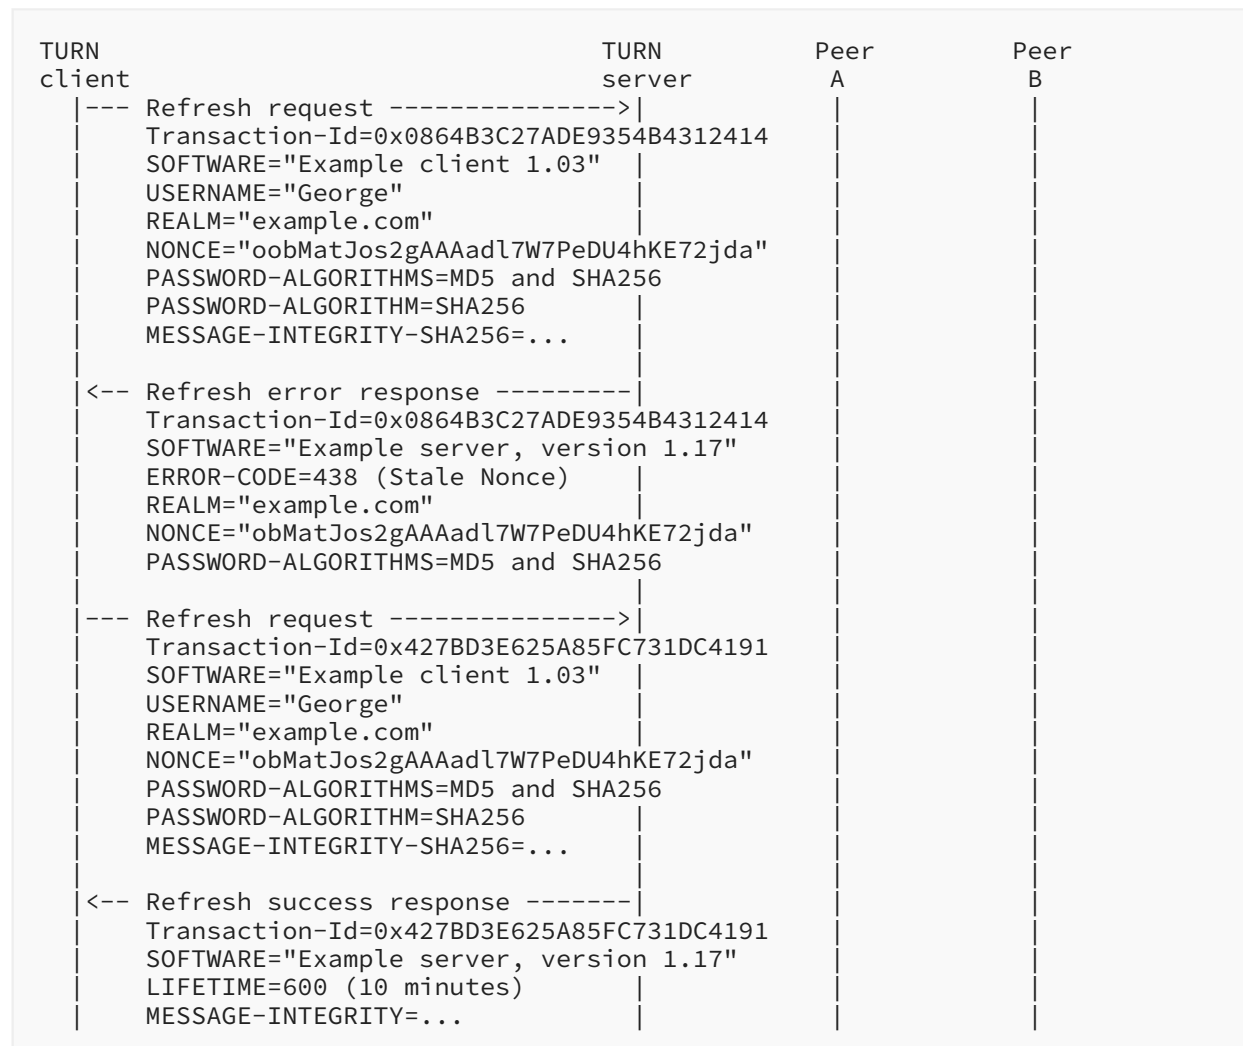 TURN                                 TURN          Peer         Peer
client                               server         A            B
  |--- Refresh request --------------->|            |            |
  |    Transaction-Id=0x0864B3C27ADE9354B4312414    |            |
  |    SOFTWARE="Example client 1.03"  |            |            |
  |    USERNAME="George"               |            |            |
  |    REALM="example.com"             |            |            |
  |    NONCE="oobMatJos2gAAAadl7W7PeDU4hKE72jda"    |            |
  |    PASSWORD-ALGORITHMS=MD5 and SHA256           |            |
  |    PASSWORD-ALGORITHM=SHA256       |            |            |
  |    MESSAGE-INTEGRITY-SHA256=...    |            |            |
  |                                    |            |            |
  |<-- Refresh error response ---------|            |            |
  |    Transaction-Id=0x0864B3C27ADE9354B4312414    |            |
  |    SOFTWARE="Example server, version 1.17"      |            |
  |    ERROR-CODE=438 (Stale Nonce)    |            |            |
  |    REALM="example.com"             |            |            |
  |    NONCE="obMatJos2gAAAadl7W7PeDU4hKE72jda"     |            |
  |    PASSWORD-ALGORITHMS=MD5 and SHA256           |            |
  |                                    |            |            |
  |--- Refresh request --------------->|            |            |
  |    Transaction-Id=0x427BD3E625A85FC731DC4191    |            |
  |    SOFTWARE="Example client 1.03"  |            |            |
  |    USERNAME="George"               |            |            |
  |    REALM="example.com"             |            |            |
  |    NONCE="obMatJos2gAAAadl7W7PeDU4hKE72jda"     |            |
  |    PASSWORD-ALGORITHMS=MD5 and SHA256           |            |
  |    PASSWORD-ALGORITHM=SHA256       |            |            |
  |    MESSAGE-INTEGRITY-SHA256=...    |            |            |
  |                                    |            |            |
  |<-- Refresh success response -------|            |            |
  |    Transaction-Id=0x427BD3E625A85FC731DC4191    |            |
  |    SOFTWARE="Example server, version 1.17"      |            |
  |    LIFETIME=600 (10 minutes)       |            |            |
  |    MESSAGE-INTEGRITY=...           |            |            |